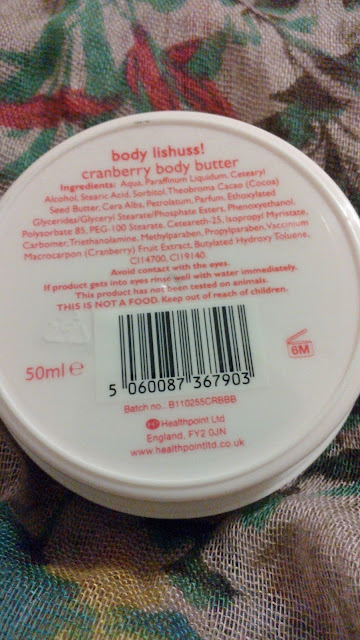 body lishuss!
cranberry body butter
Ingredients: Aqua, Paraffinum Liquidum, Cetearyl
Alcohol, Stearic Acid, Sorbitol, Theobroma Cacao (Cocoa)
Seed Butter, Cera Alba, Petrolatum, Parfum, Ethoxylated
Glycerides/Glyceryl Stearate/Phosphate Esters, Phenoxyethanol,
Polysorbate 85, PEG-100 Stearate, Ceteareth-25, Isopropyl Myristate,
Carbomer, Triethanolamine, Methylparaben, Propylparaben, Vaccinium
Macrocarpon (Cranberry) Fruit Extract, Butylated Hydroxy Toluene,
CI14700, CI19140.
Avoid contact with the eyes.
If product gets into eyes rinse well with water immediately.
This product has not been tested on animals.
THIS IS NOT A FOOD. Keep out of reach of children.
50ml e
6M
5 060087 367903
Batch no.: B110255CRBBB
HP Healthpoint Ltd
England, FY2 0JN
www.healthpointltd.co.uk